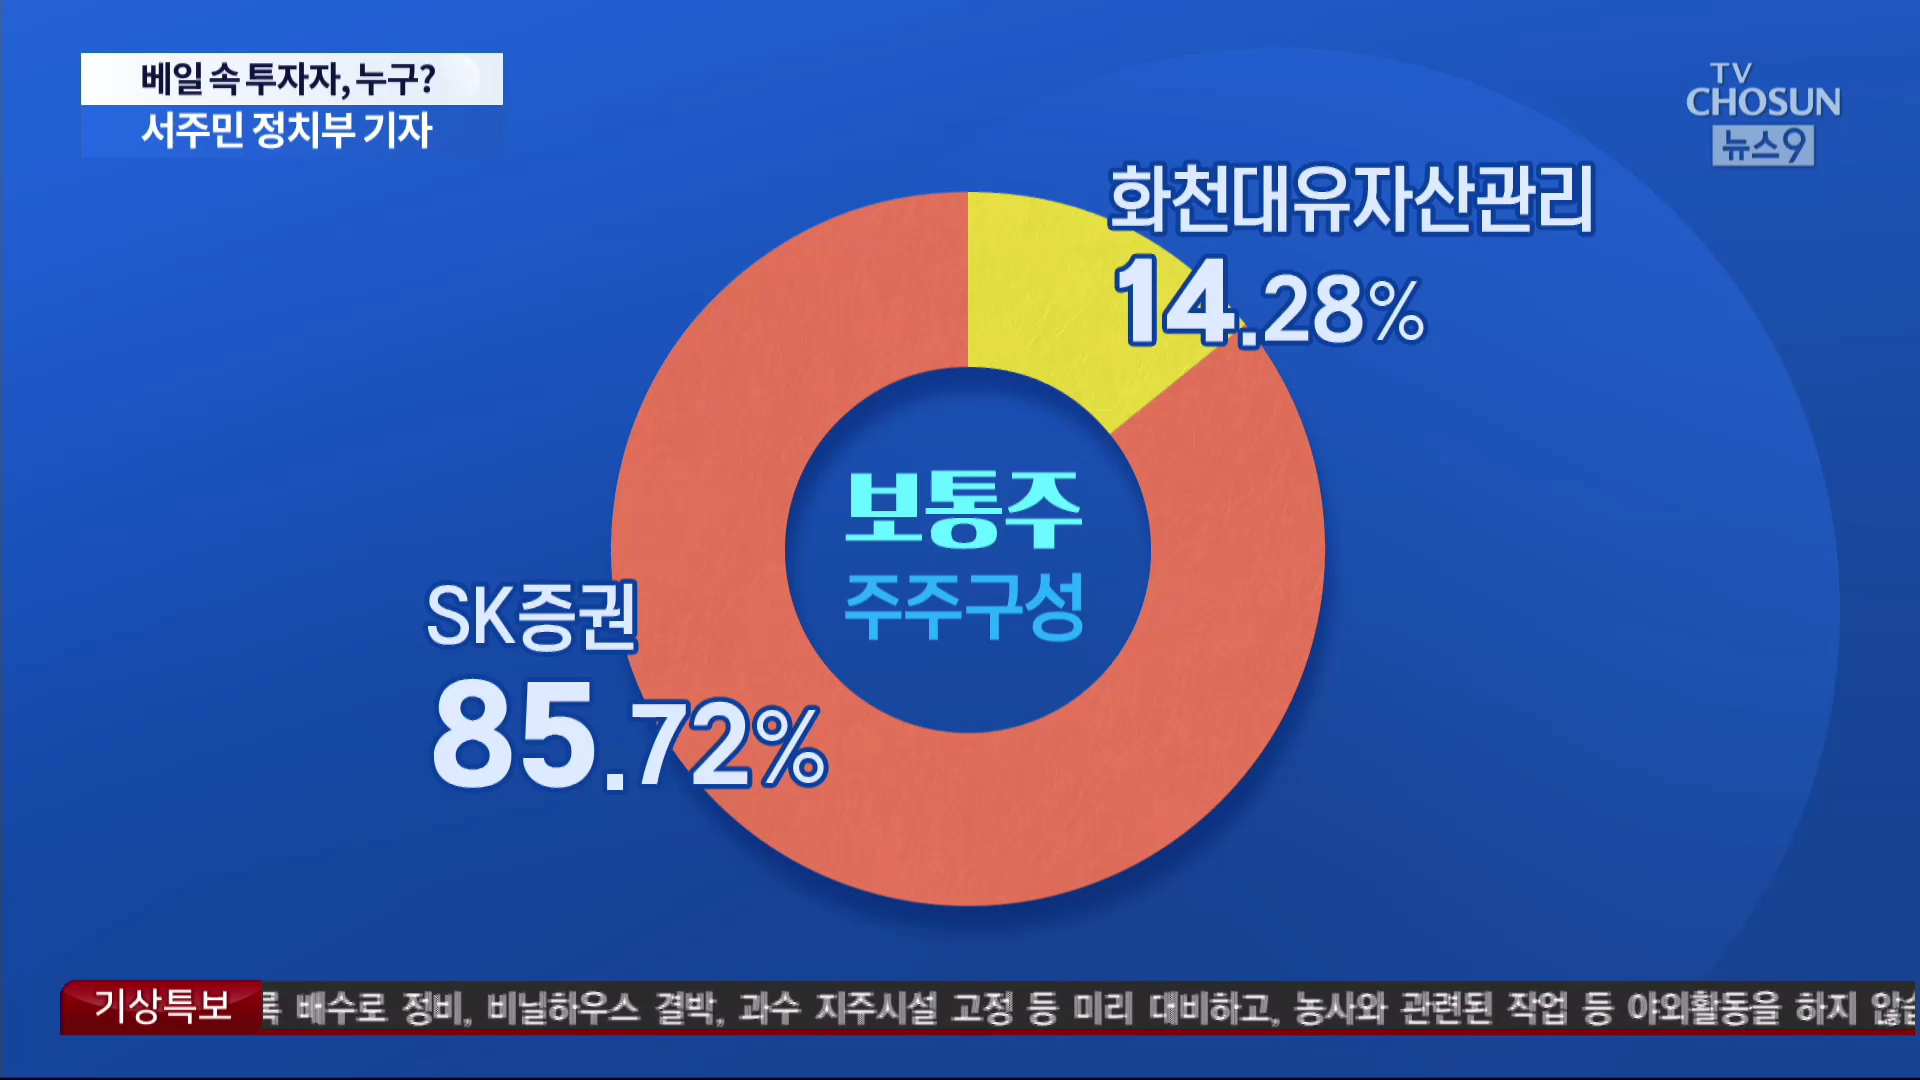 베일 속 투자자, 누구?
서주민 정치부 기자
TV
CHOSUN
뉴스9
화천대유자산관리
14.28%
보통주
주주구성
SK증권
85.72%
기상특보
배수로 정비, 비닐하우스 결박, 과수 지주시설 고정 등 미리 대비하고, 농사와 관련된 작업 등 야외활동을 하지